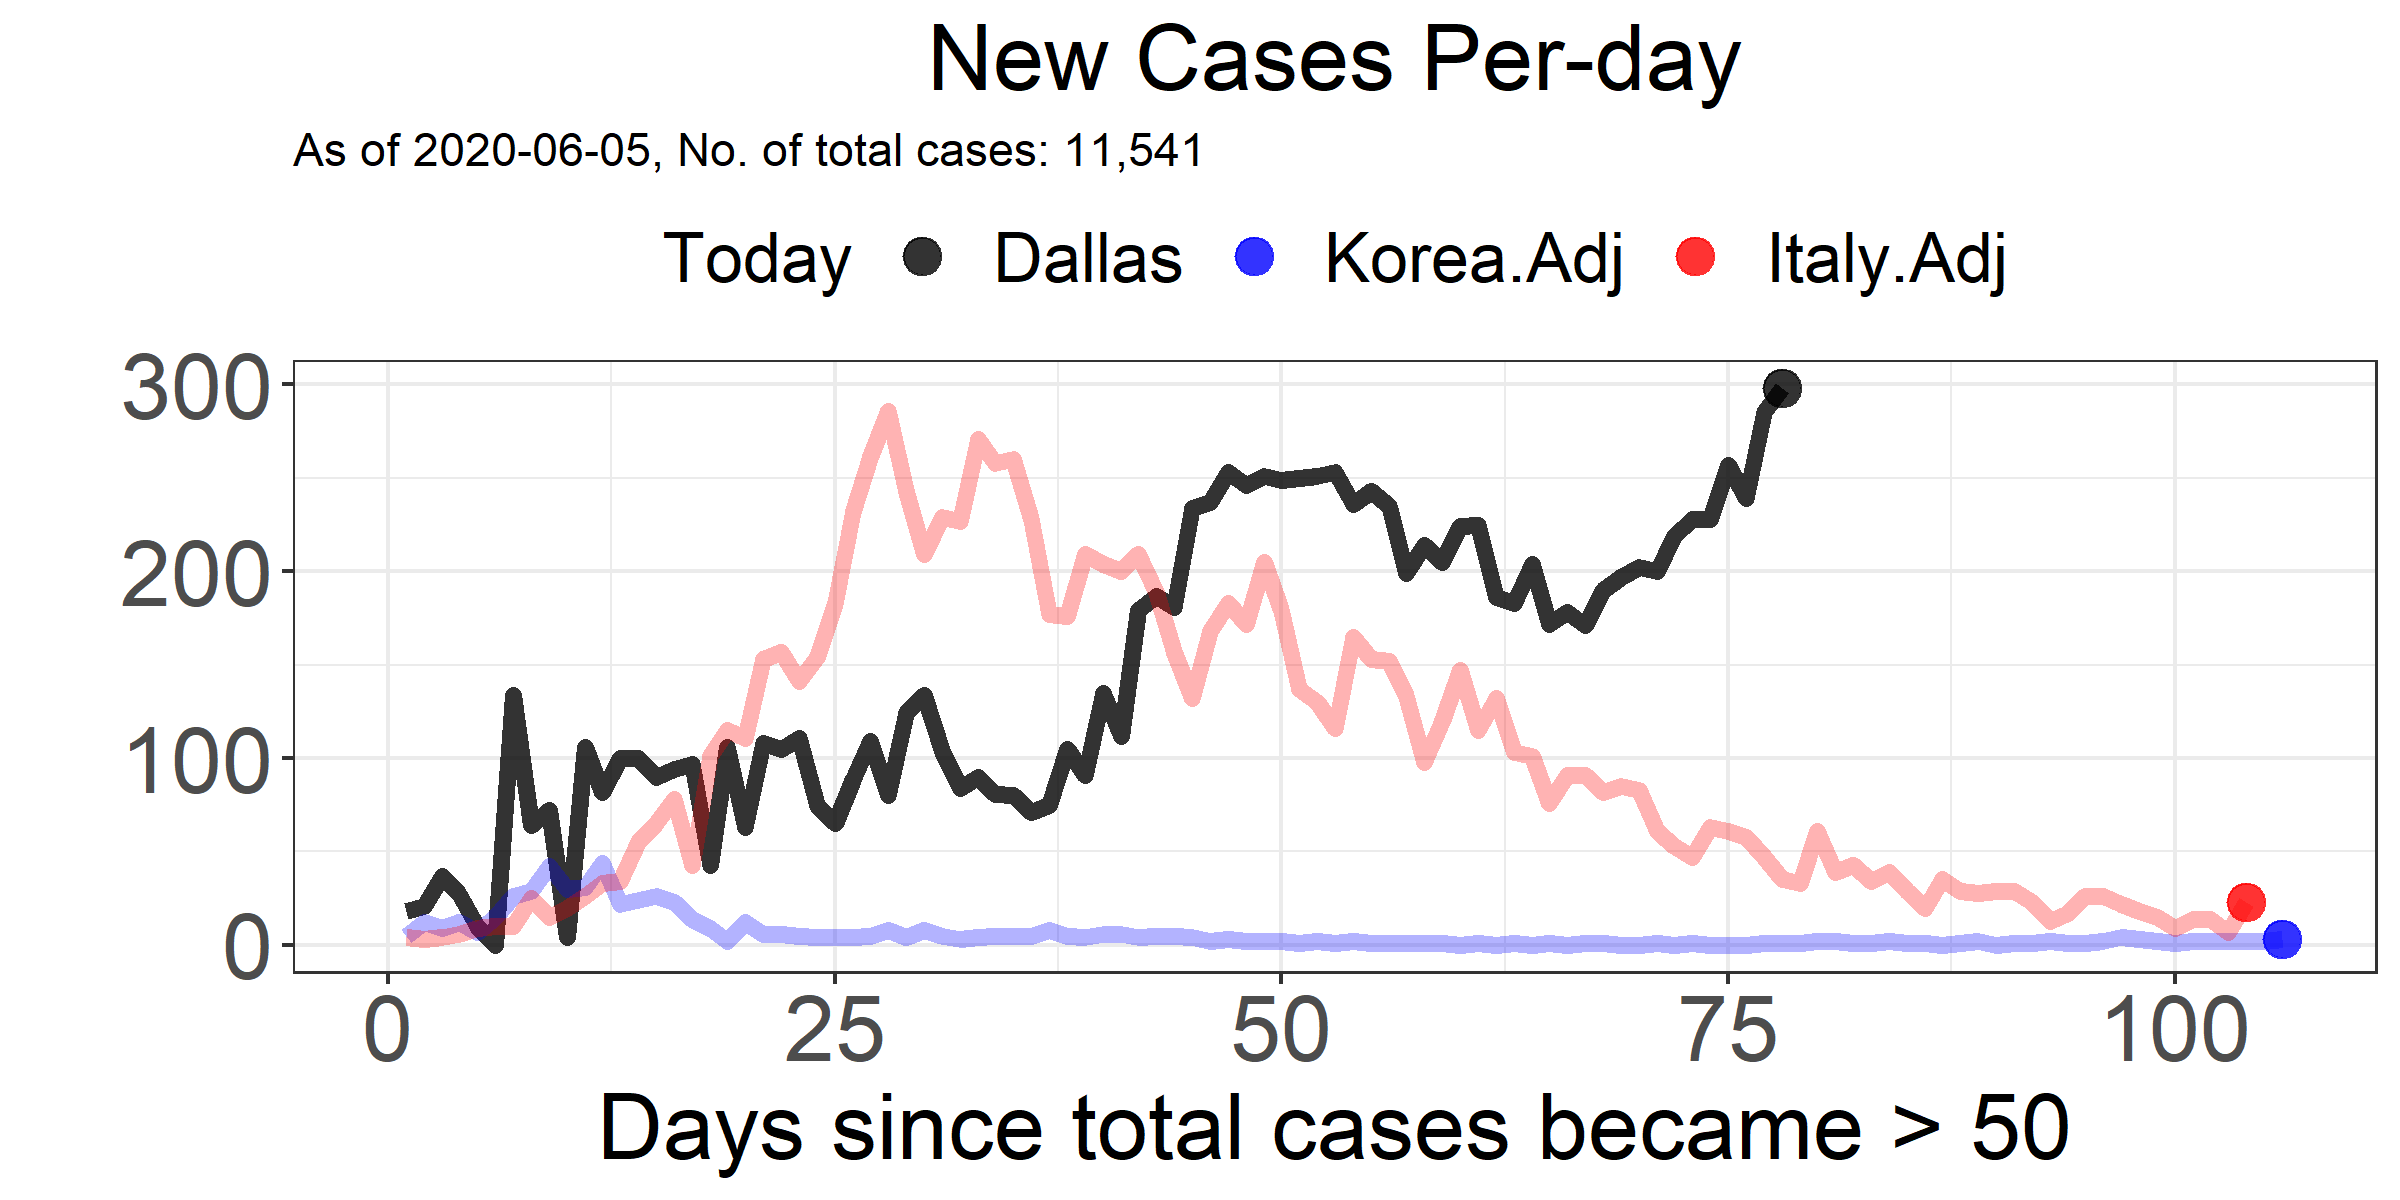 New Cases Per-day
As of 2020-06-05, No. of total cases: 11,541
Today Dallas Korea.Adj Italy.Adj
300
200
100
0
0 25 50 75 100
Days since total cases became > 50